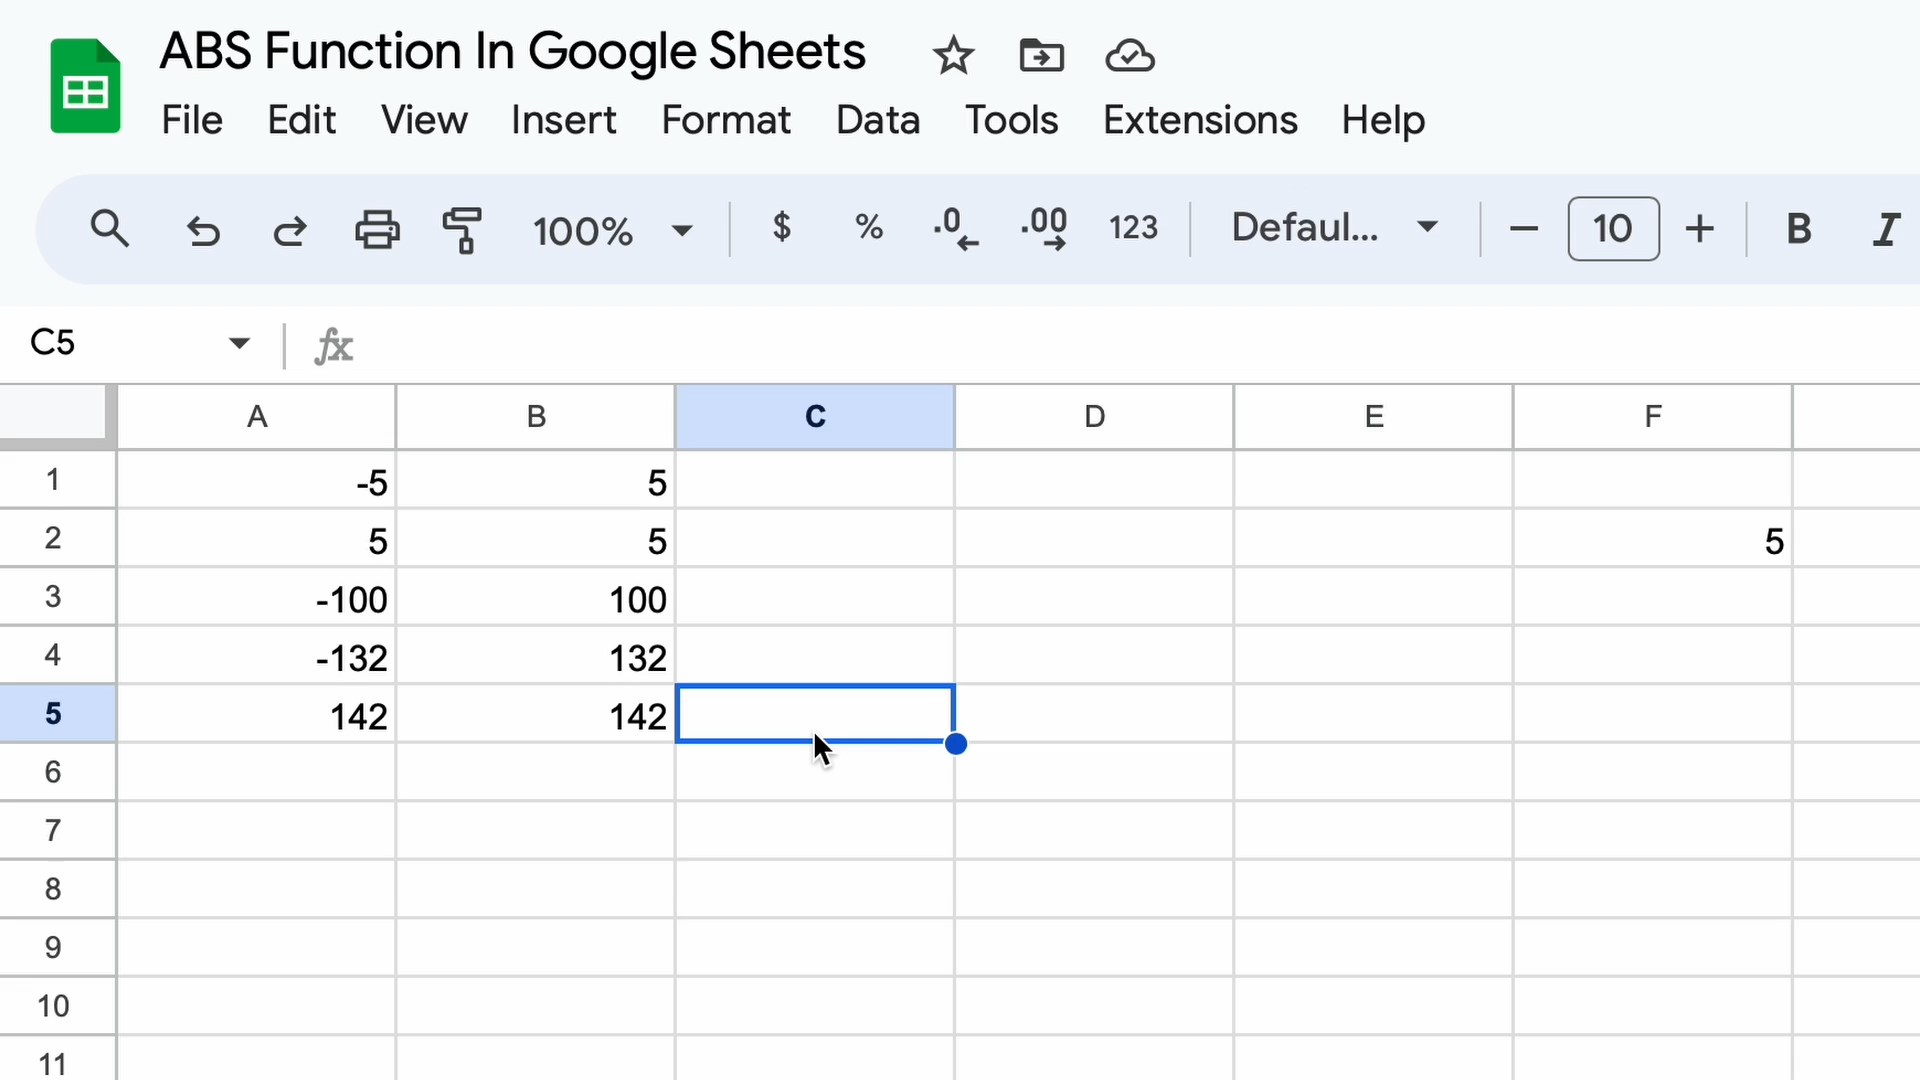 ABS Function In Google Sheets
File Edit View Insert Format Data Tools Extensions Help
100% $ % .0 .00 123 Defaul... 10 B I
C5 fx
A B C D E F
1 -5 5
2 5 5 5
3 -100 100
4 -132 132
5 142 142
6
7
8
9
10
11